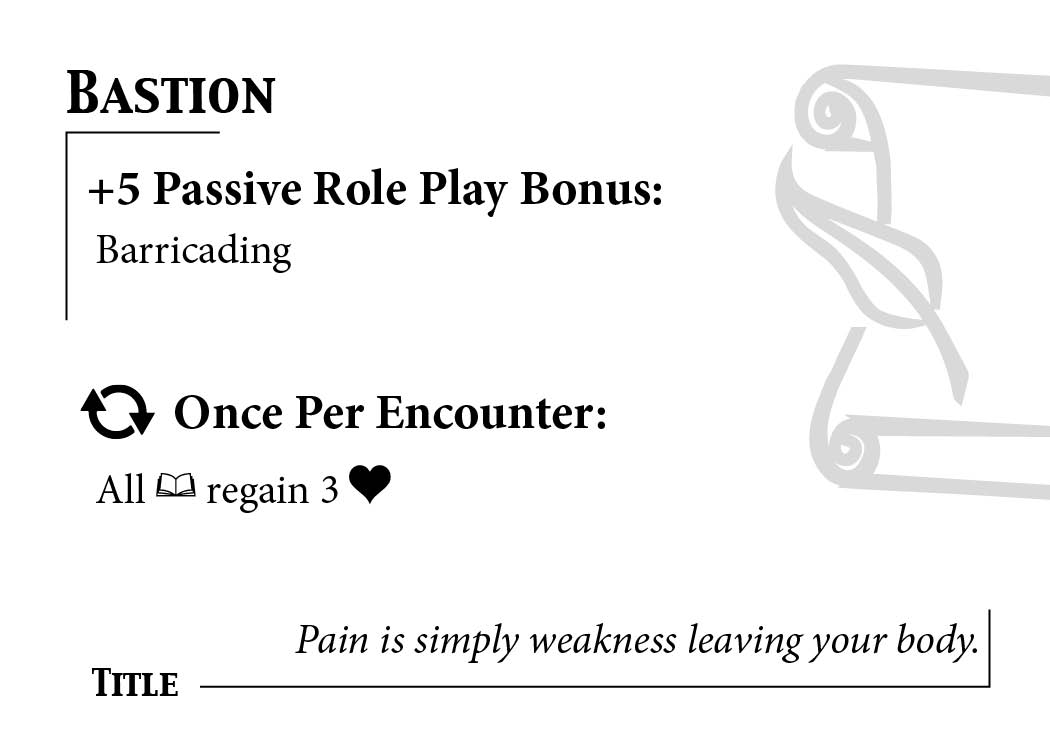 Bastion
+5 Passive Role Play Bonus:
Barricading
Once Per Encounter:
All regain 3
Pain is simply weakness leaving your body.
Title